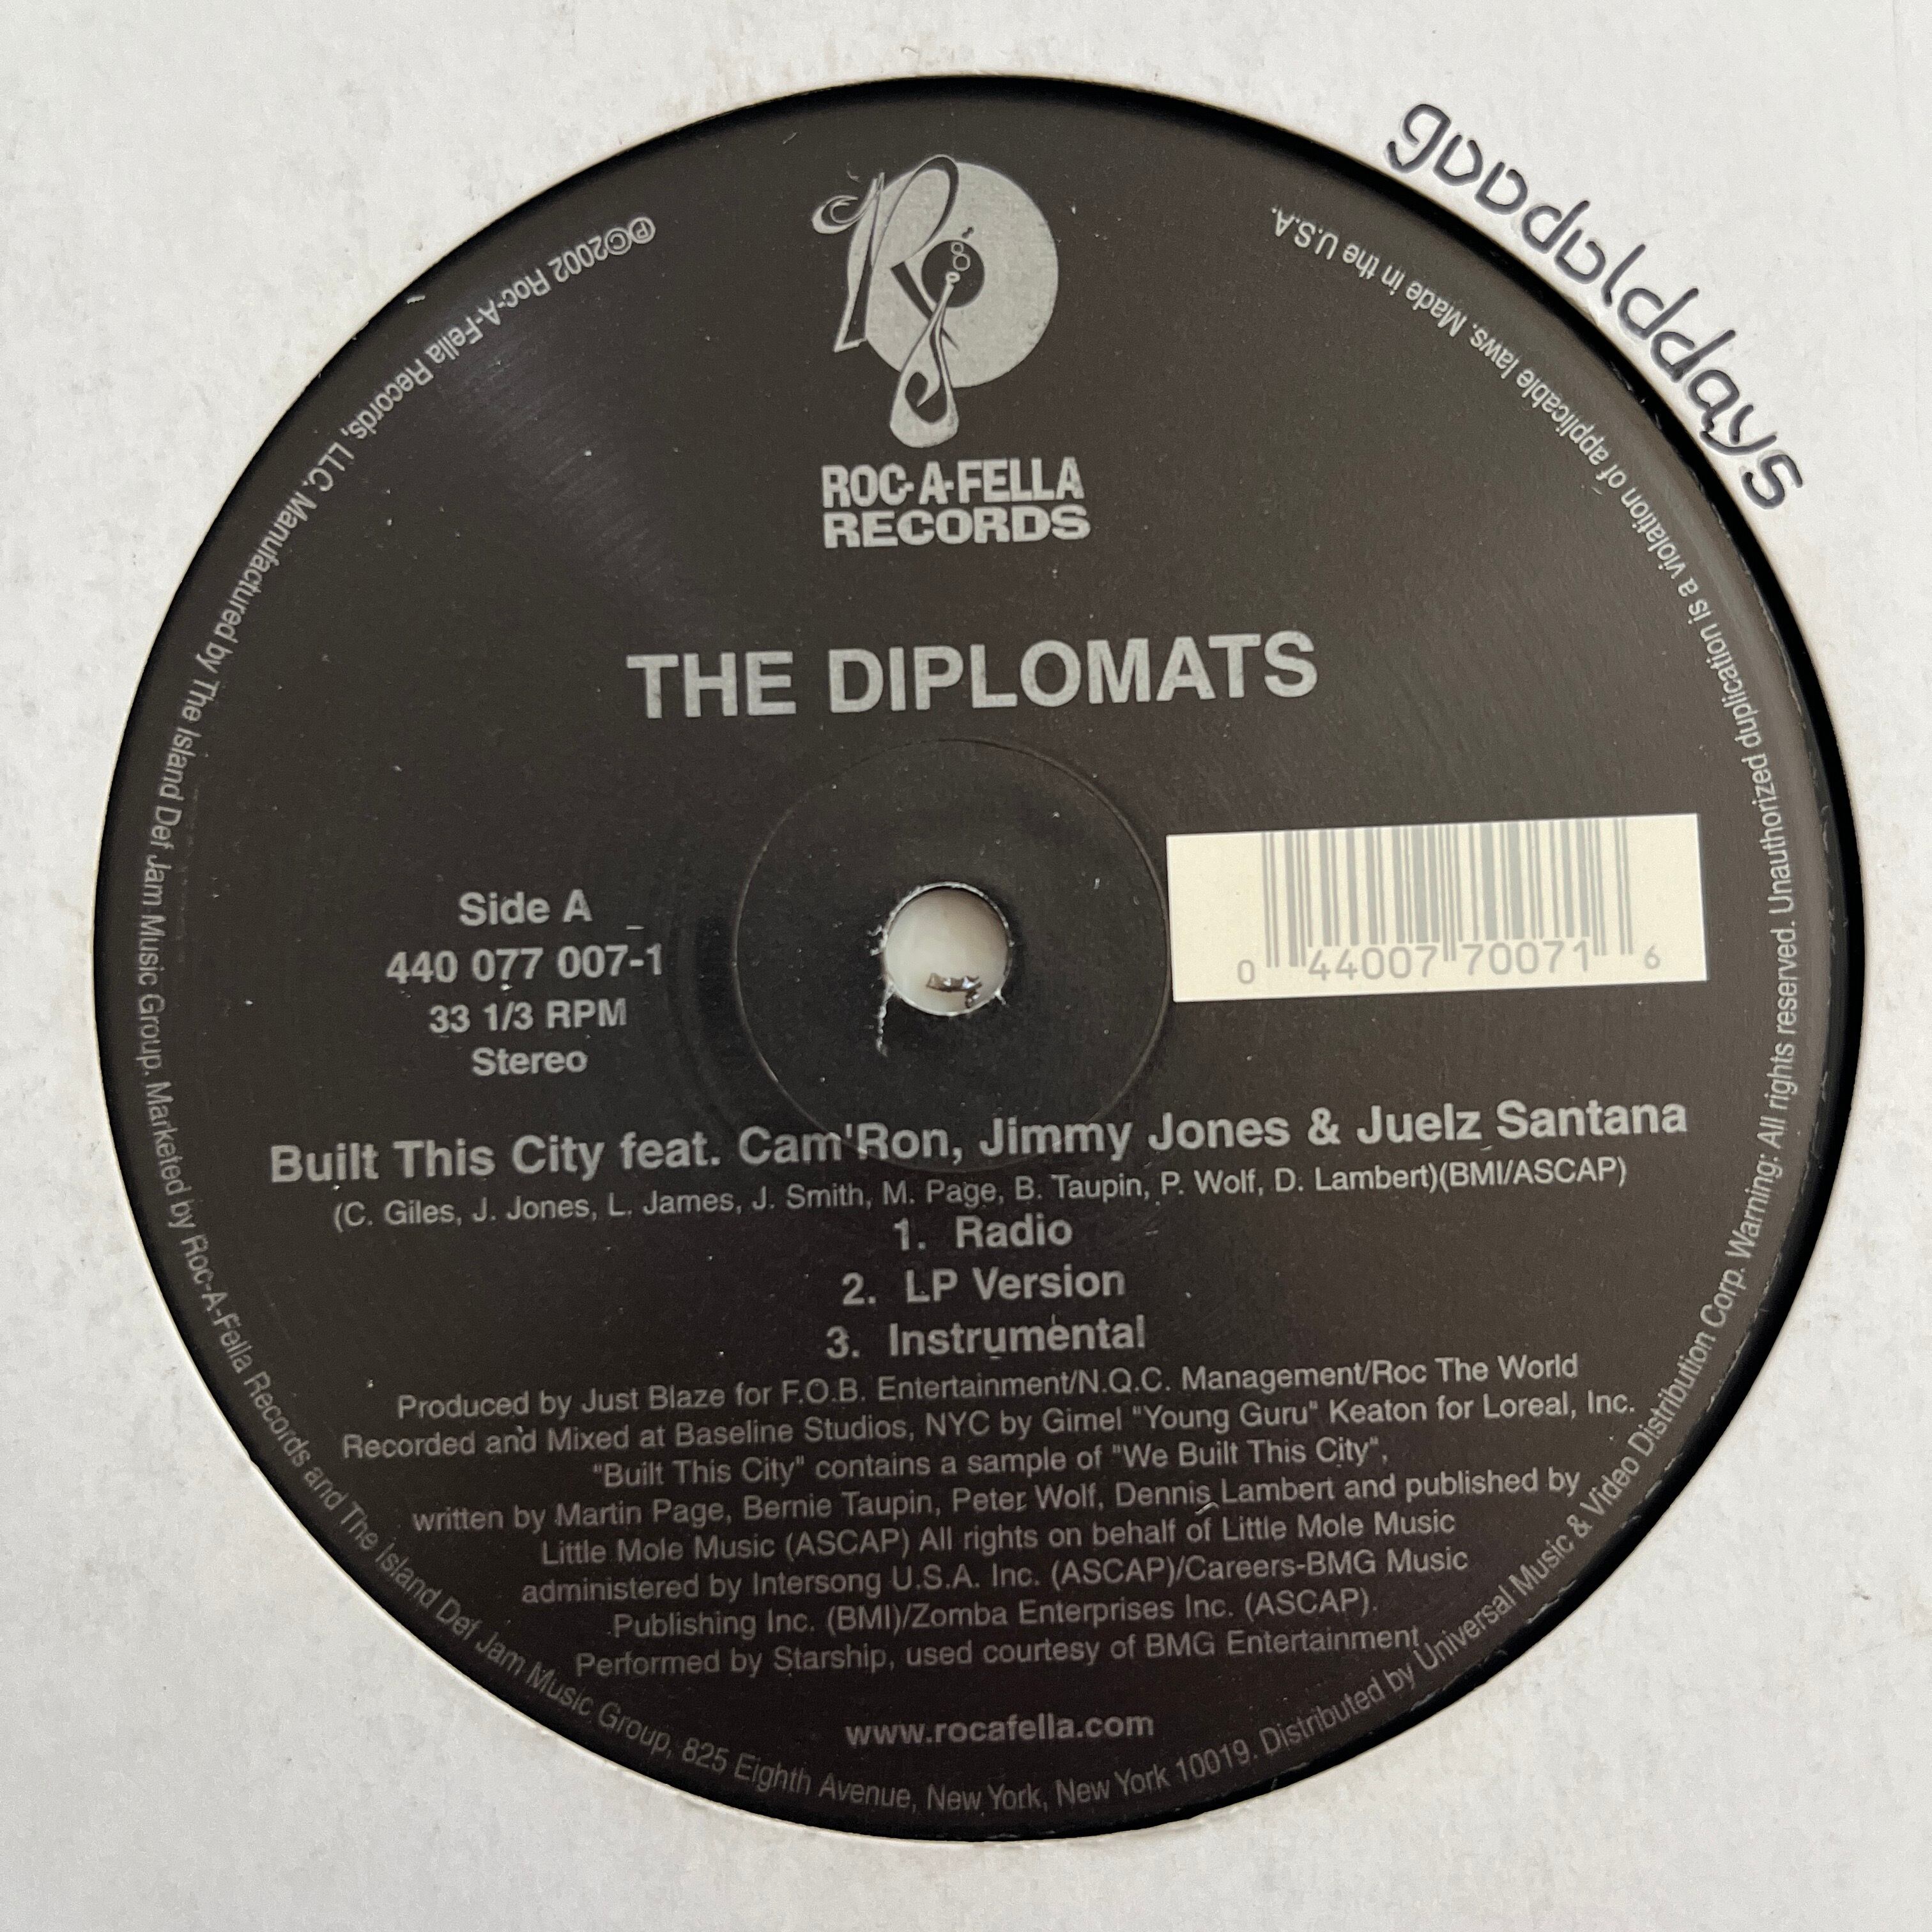 gooaolddays
ROC-A-FELLA
RECORDS
THE DIPLOMATS
Side A
440 077 007-1
33 1/3 RPM
Stereo
0 44007 70071 6
Built This City feat. Cam'Ron, Jimmy Jones & Juelz Santana
(C. Giles, J. Jones, L. James, J. Smith, M. Page, B. Taupin, P. Wolf, D. Lambert)(BMI/ASCAP)
1. Radio
2. LP Version
3. Instrumental
Produced by Just Blaze for F.O.B. Entertainment/N.Q.C. Management/Roc The World
Recorded and Mixed at Baseline Studios, NYC by Gimel "Young Guru" Keaton for Loreal, Inc.
"Built This City" contains a sample of "We Built This City",
written by Martin Page, Bernie Taupin, Peter Wolf, Dennis Lambert and published by
Little Mole Music (ASCAP) All rights on behalf of Little Mole Music
administered by Intersong U.S.A. Inc. (ASCAP)/Careers-BMG Music
Publishing Inc. (BMI)/Zomba Enterprises Inc. (ASCAP).
Performed by Starship, used courtesy of BMG Entertainment
www.rocafella.com
℗©2002 Roc-A-Fella Records, LLC. Manufactured by The Island Def Jam Music Group. Marketed by Roc-A-Fella Records and The Island Def Jam Music Group, 825 Eighth Avenue, New York, New York 10019. Distributed by Universal Music & Video Distribution Corp. Warning: All rights reserved. Unauthorized duplication is a violation of applicable laws. Made in the U.S.A.